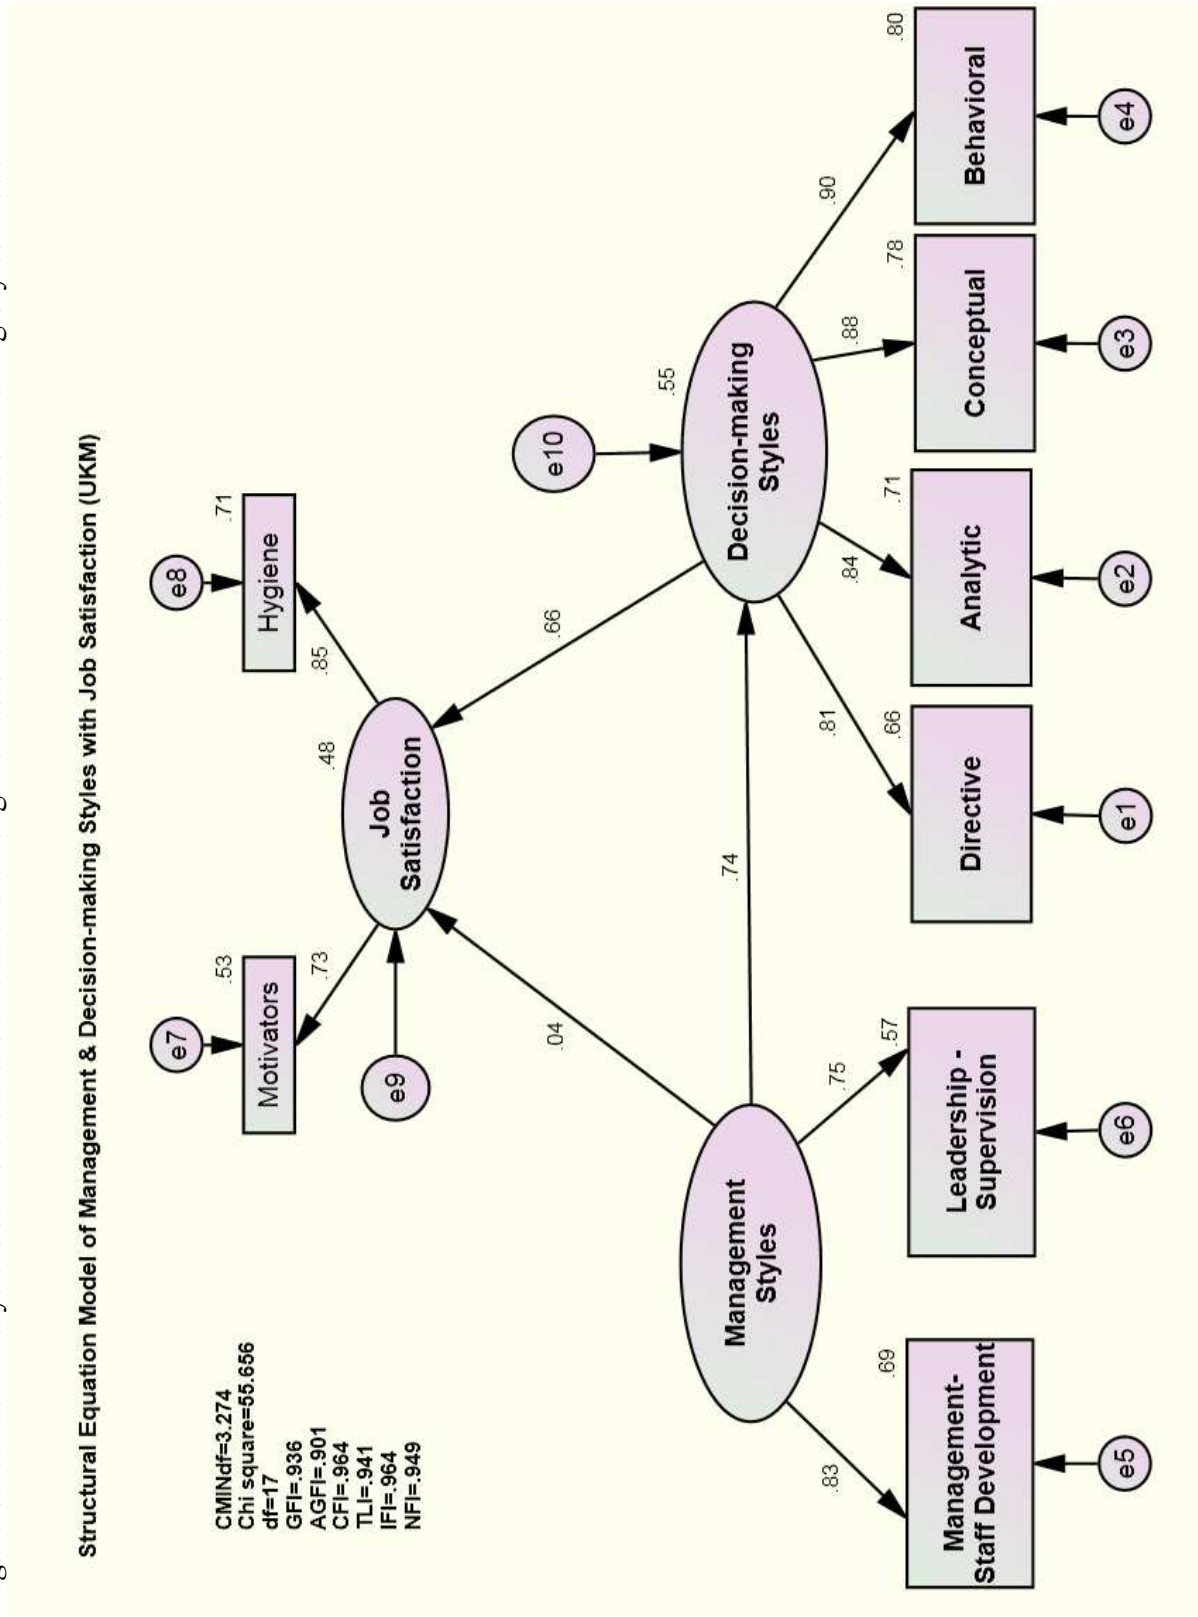 Structural Equation Model of Management & Decision-making Styles with Job Satisfaction (UKM)
CMINdf=3.274
Chi square=55.656
df=17
GFI=.936
AGFI=.901
CFI=.964
TLI=.941
IFI=.964
NFI=.949
e7
e8
.53
.71
Motivators
Hygiene
.73
.85
.48
e9
Job
Satisfaction
.04
.66
e10
.55
.74
Management
Styles
Decision-making
Styles
.83
.75
.81
.84
.88
.90
.69
.57
.66
.71
.78
.80
Management-
Staff Development
Leadership -
Supervision
Directive
Analytic
Conceptual
Behavioral
e5
e6
e1
e2
e3
e4